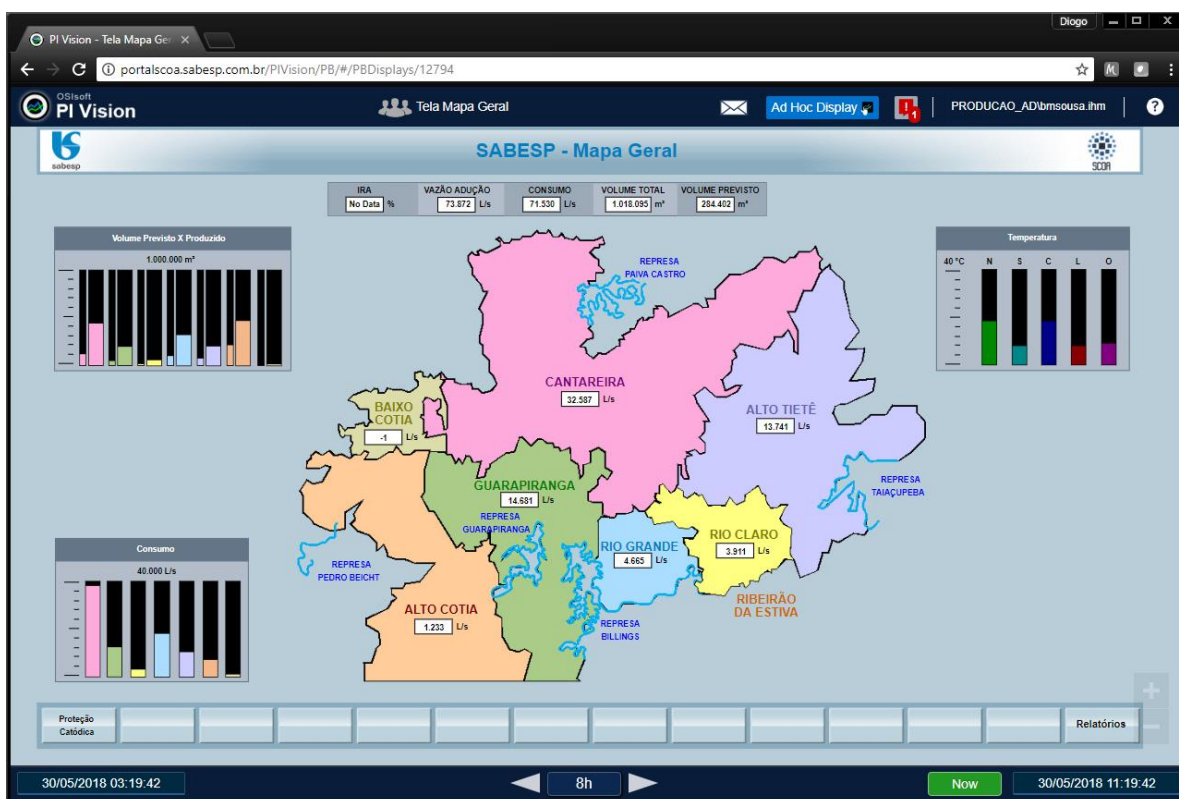 Diogo
PI Vision - Tela Mapa Ger
portalscoa.sabesp.com.br/PIVision/PB/#/PBDisplays/12794
OSIsoft
PI Vision
Tela Mapa Geral
Ad Hoc Display
1
PRODUCAO_AD\bmsousa.ihm
?
sabesp
SABESP - Mapa Geral
SCOA
IRA
No Data %
VAZÃO ADUÇÃO
73.872 L/s
CONSUMO
71.530 L/s
VOLUME TOTAL
1.018.095 m³
VOLUME PREVISTO
284.402 m³
Volume Previsto X Produzido
1.000.000 m³
Temperatura
40 °C N S C L O
REPRESA
PAIVA CASTRO
CANTAREIRA
32.587 L/s
BAIXO
COTIA
-1 L/s
ALTO TIETÊ
13.741 L/s
GUARAPIRANGA
14.681 L/s
REPRESA
GUARAPIRANGA
REPRESA
TAIAÇUPEBA
RIO GRANDE
4.665 L/s
RIO CLARO
3.911 L/s
REPRESA
PEDRO BEICHT
Consumo
40.000 L/s
ALTO COTIA
1.233 L/s
RIBEIRÃO
DA ESTIVA
REPRESA
BILLINGS
Proteção
Catódica
Relatórios
30/05/2018 03:19:42
8h
Now
30/05/2018 11:19:42